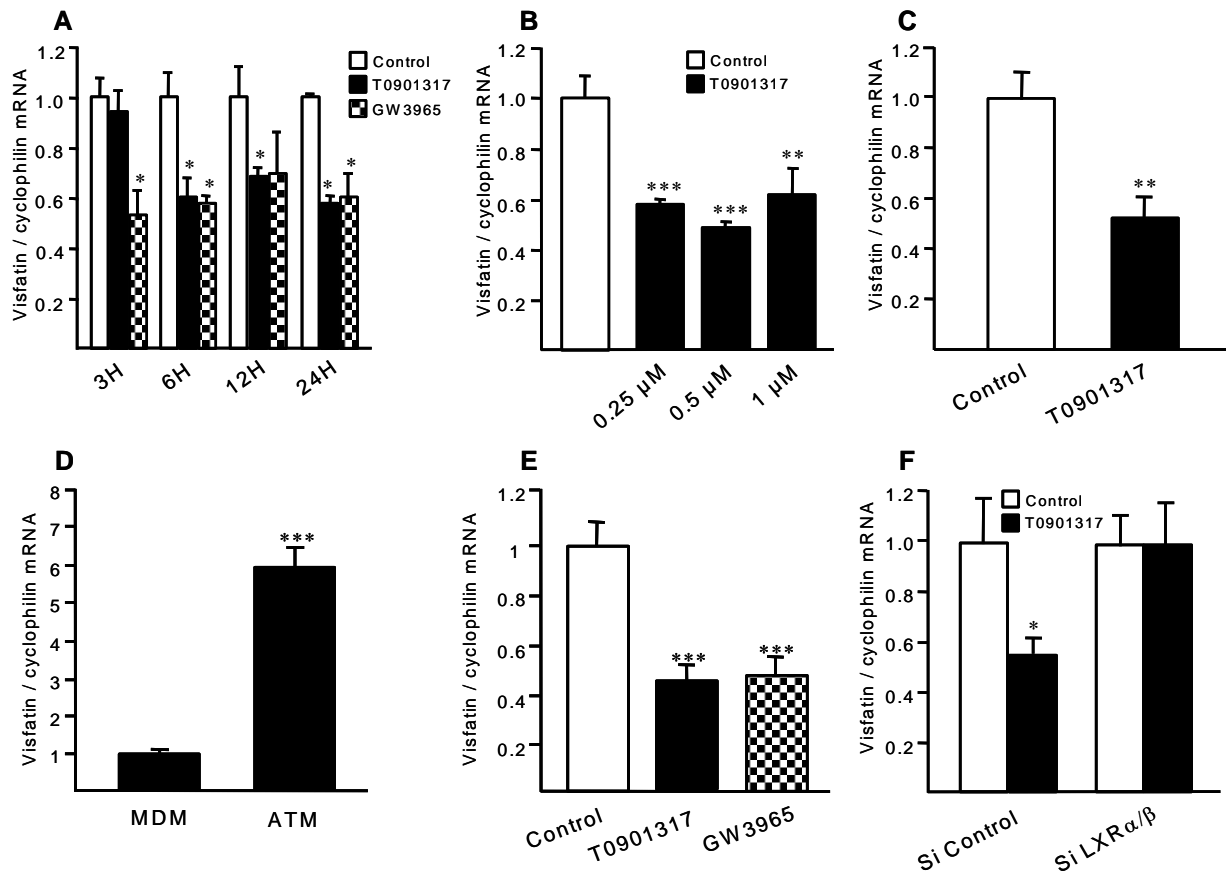 A
Visfatin / cyclophilin mRNA
1.2
1.0
0.8
0.6
0.4
0.2
Control
T0901317
GW3965
*
* *
*
* *
3H 6H 12H 24H
B
Visfatin / cyclophilin mRNA
1.2
1.0
0.8
0.6
0.4
0.2
Control
T0901317
***
***
**
0.25 µM 0.5 µM 1 µM
C
Visfatin / cyclophilin mRNA
1.2
1.0
0.8
0.6
0.4
0.2
**
Control T0901317
D
Visfatin / cyclophilin mRNA
8
7
6
5
4
3
2
1
***
MDM ATM
E
Visfatin / cyclophilin mRNA
1.2
1
0.8
0.6
0.4
0.2
*** ***
Control T0901317 GW3965
F
Visfatin / cyclophilin mRNA
1.2
1.0
0.8
0.6
0.4
0.2
Control
T0901317
*
Si Control Si LXRα/β